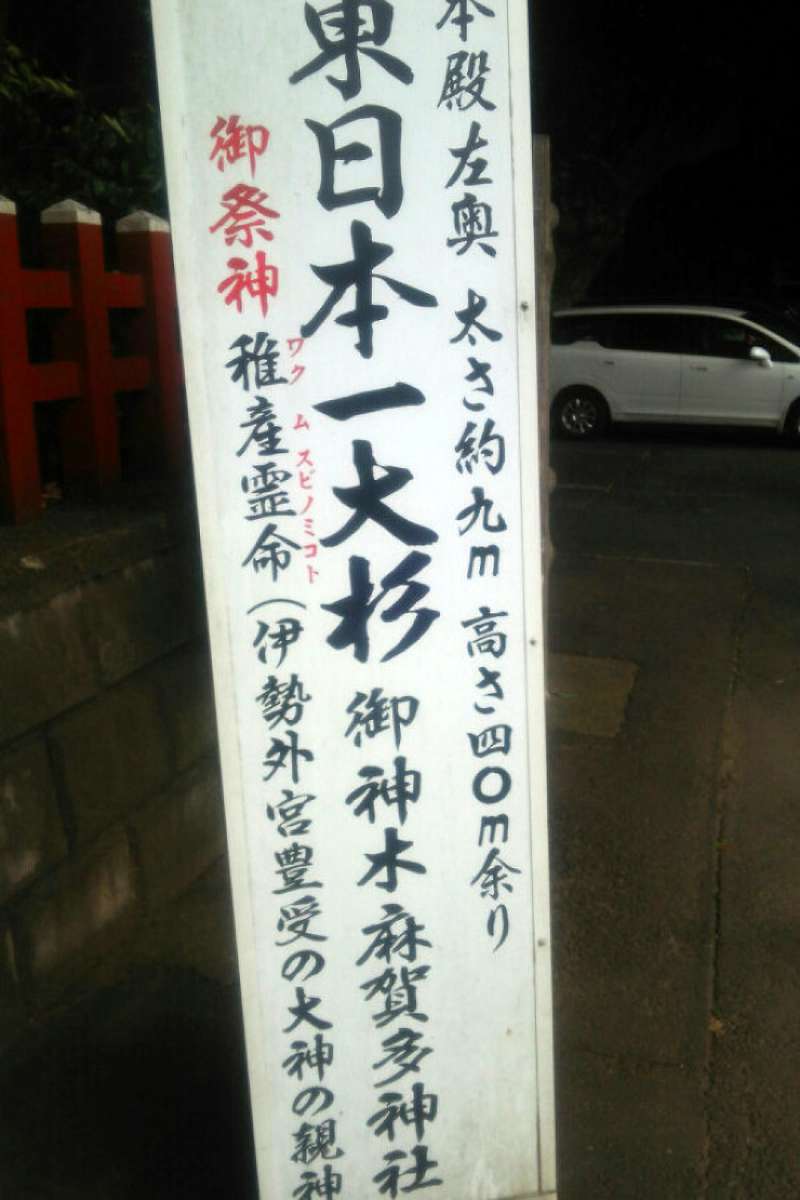 本殿左奥 太さ約九m 高さ四〇m余り
東日本一大杉 御神木麻賀多神社
御祭神 稚産霊命(伊勢外宮豊受の大神の親神
ワクムスビノミコト